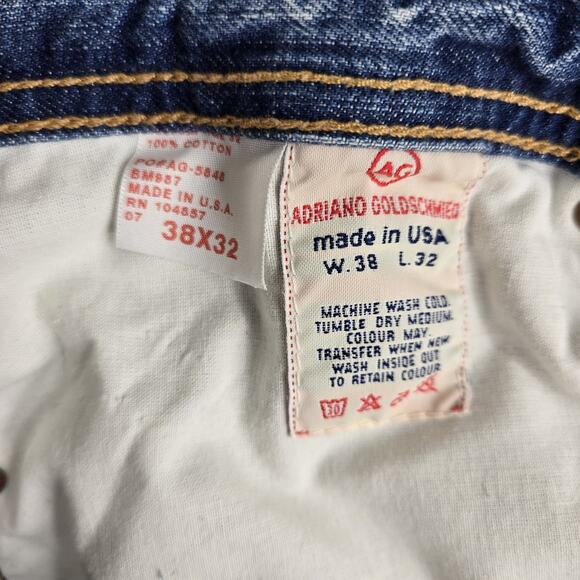 100% COTTON
PO#AG-5848
BM987
MADE IN U.S.A.
RN 104857
07
38X32
AG
ADRIANO GOLDSCHMIED
made in USA
W.38 L.32
MACHINE WASH COLD.
TUMBLE DRY MEDIUM.
COLOUR MAY.
TRANSFER WHEN NEW
WASH INSIDE OUT
TO RETAIN COLOUR
30